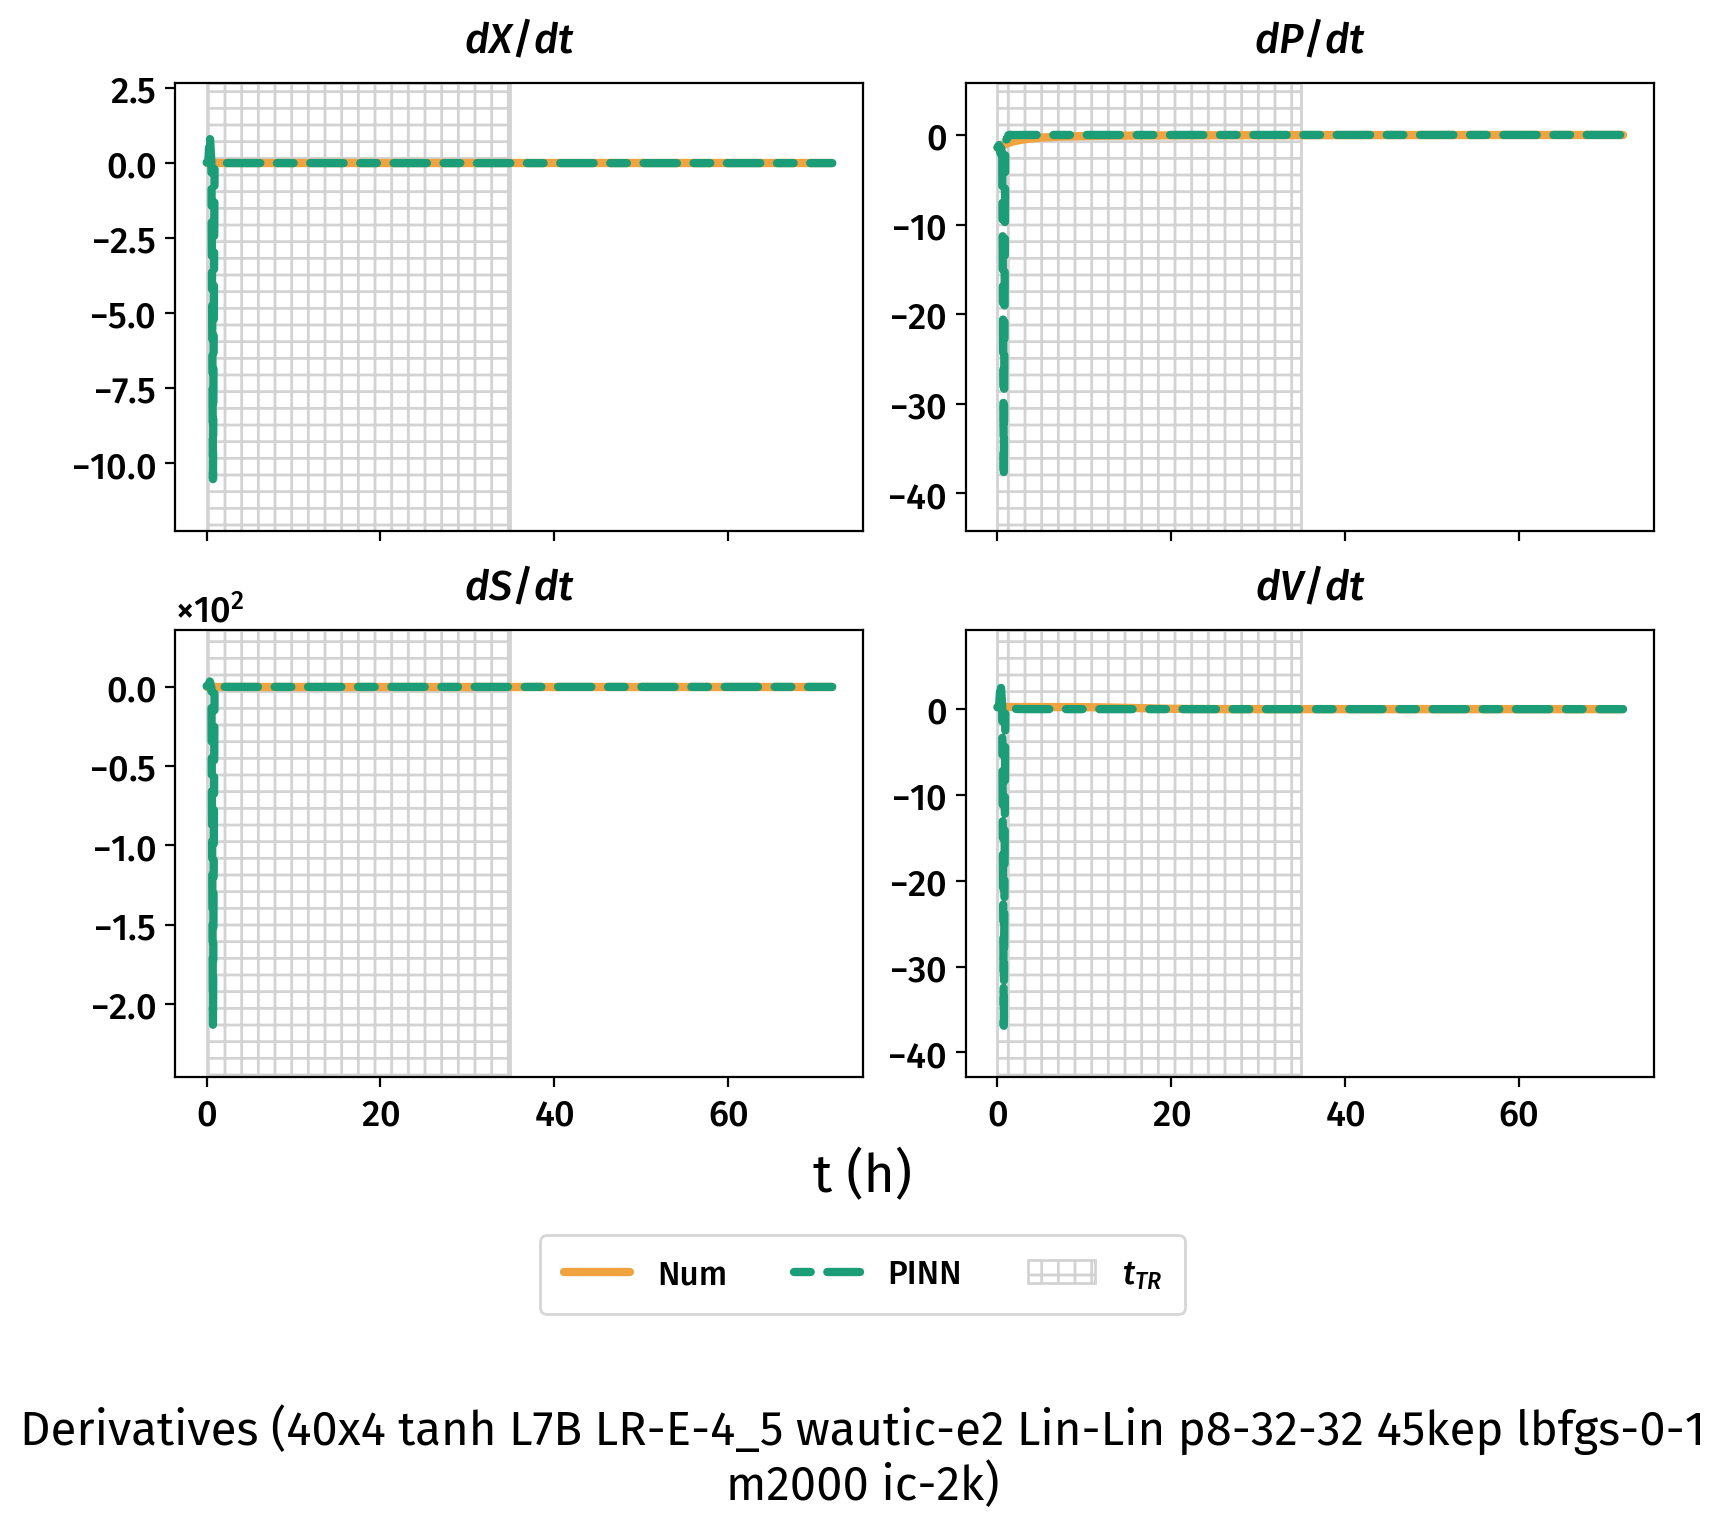 dX/dt
dP/dt
2.5
0.0
−2.5
−5.0
−7.5
−10.0
0
−10
−20
−30
−40
dS/dt
dV/dt
×10²
0.0
−0.5
−1.0
−1.5
−2.0
0
−10
−20
−30
−40
0 20 40 60
0 20 40 60
t (h)
Num PINN t_TR
Derivatives (40x4 tanh L7B LR-E-4_5 wautic-e2 Lin-Lin p8-32-32 45kep lbfgs-0-1
m2000 ic-2k)